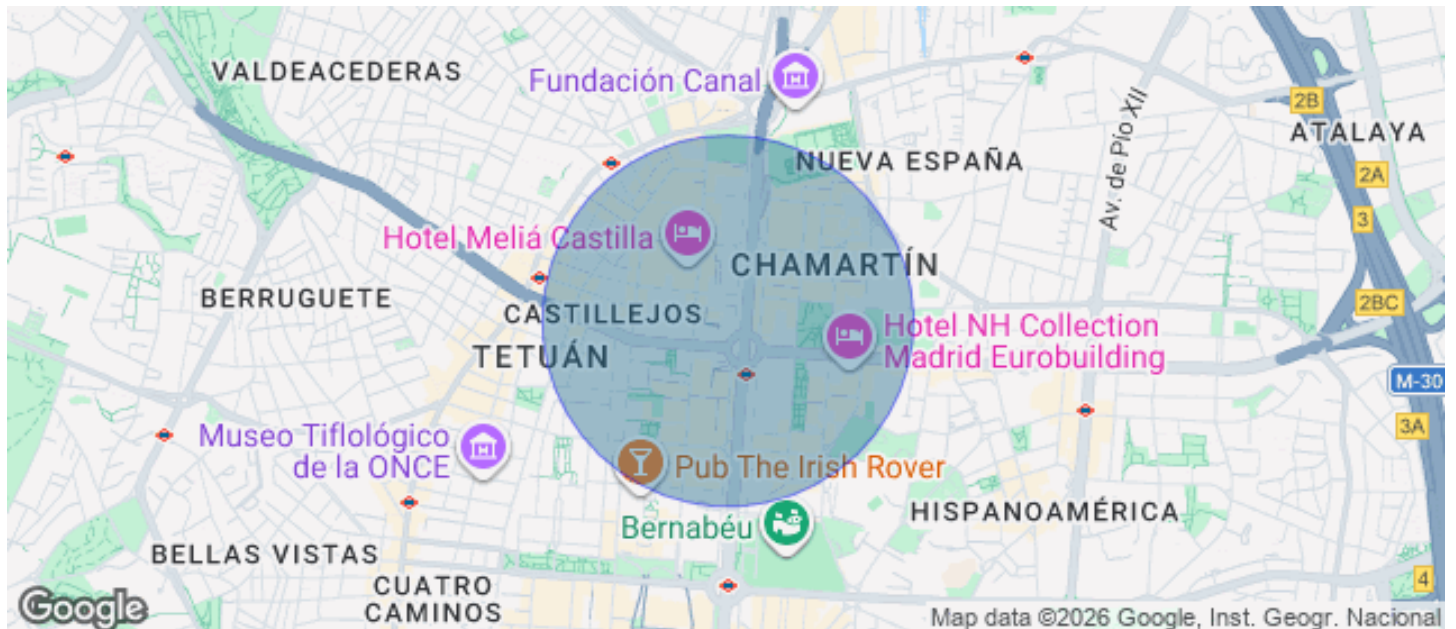 VALDEACEDERAS
Fundación Canal
2B
ATALAYA
NUEVA ESPAÑA
Av. de Pío XII
2A
3
Hotel Meliá Castilla
CHAMARTÍN
BERRUGUETE
CASTILLEJOS
2BC
Hotel NH Collection
Madrid Eurobuilding
TETUÁN
M-30
3A
Museo Tiflológico
de la ONCE
Pub The Irish Rover
HISPANOAMÉRICA
Bernabéu
BELLAS VISTAS
CUATRO
CAMINOS
4
Google
Map data ©2026 Google, Inst. Geogr. Nacional